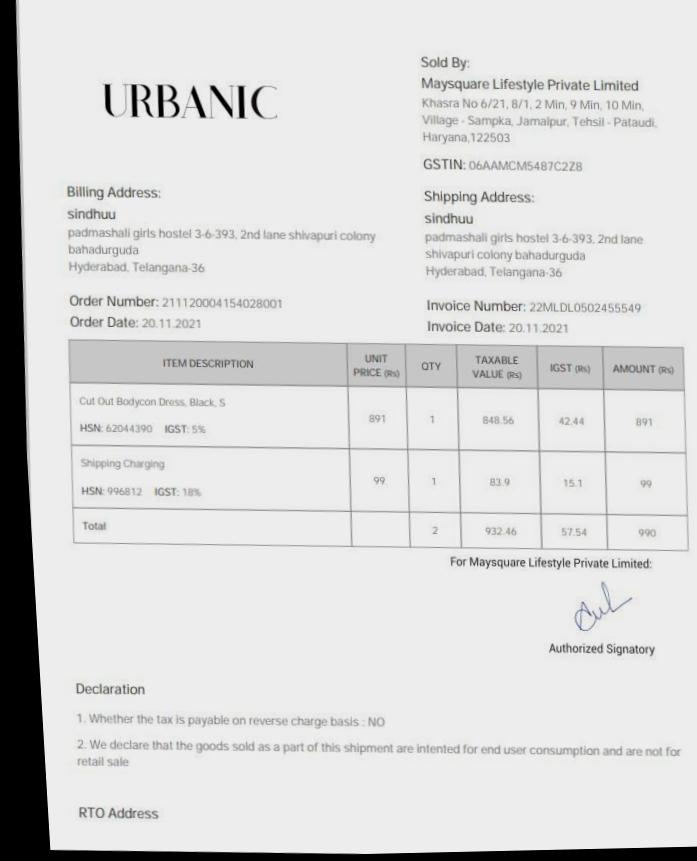 URBANIC
Sold By:
Maysquare Lifestyle Private Limited
Khasra No 6/21, 8/1, 2 Min, 9 Min, 10 Min,
Village - Sampka, Jamalpur, Tehsil - Pataudi,
Haryana,122503
GSTIN: 06AAMCM5487C2Z8
Billing Address:
sindhuu
padmashali girls hostel 3-6-393, 2nd lane shivapuri colony
bahadurguda
Hyderabad, Telangana-36
Shipping Address:
sindhuu
padmashali girls hostel 3-6-393, 2nd lane
shivapuri colony bahadurguda
Hyderabad, Telangana-36
Order Number: 211120004154028001
Order Date: 20.11.2021
Invoice Number: 22MLDL0502455549
Invoice Date: 20.11.2021
ITEM DESCRIPTION UNIT PRICE (Rs) QTY TAXABLE VALUE (Rs) IGST (Rs) AMOUNT (Rs)
Cut Out Bodycon Dress, Black, S
HSN: 62044390 IGST: 5% 891 1 848.56 42.44 891
Shipping Charging
HSN: 996812 IGST: 18% 99 1 83.9 15.1 99
Total 2 932.46 57.54 990
For Maysquare Lifestyle Private Limited:
Authorized Signatory
Declaration
1. Whether the tax is payable on reverse charge basis : NO
2. We declare that the goods sold as a part of this shipment are intented for end user consumption and are not for
retail sale
RTO Address